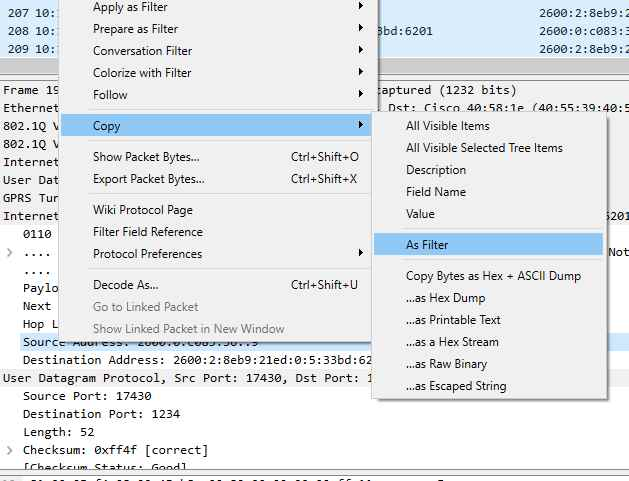 207 10:
208 10:
209 10:
2600:2:8eb9:2
3bd:6201 2600:0:c083:
2600:2:8eb9:2
Apply as Filter
Prepare as Filter
Conversation Filter
Colorize with Filter
Follow
Copy
Show Packet Bytes... Ctrl+Shift+O
Export Packet Bytes... Ctrl+Shift+X
Wiki Protocol Page
Filter Field Reference
Protocol Preferences
Decode As... Ctrl+Shift+U
Go to Linked Packet
Show Linked Packet in New Window
All Visible Items
All Visible Selected Tree Items
Description
Field Name
Value
As Filter
Copy Bytes as Hex + ASCII Dump
...as Hex Dump
...as Printable Text
...as a Hex Stream
...as Raw Binary
...as Escaped String
Frame 19 captured (1232 bits)
Ethernet Dst: Cisco 40:58:1e (40:55:39:40:5
802.1Q V
802.1Q V
Internet
User Dat
GPRS Tun
Internet 6201
0110
.... Not
....
Paylo
Next
Hop L
Source Address:
Destination Address: 2600:2:8eb9:21ed:0:5:33bd:62
User Datagram Protocol, Src Port: 17430, Dst Port: 1
Source Port: 17430
Destination Port: 1234
Length: 52
Checksum: 0xff4f [correct]
[Checksum Status: Good]